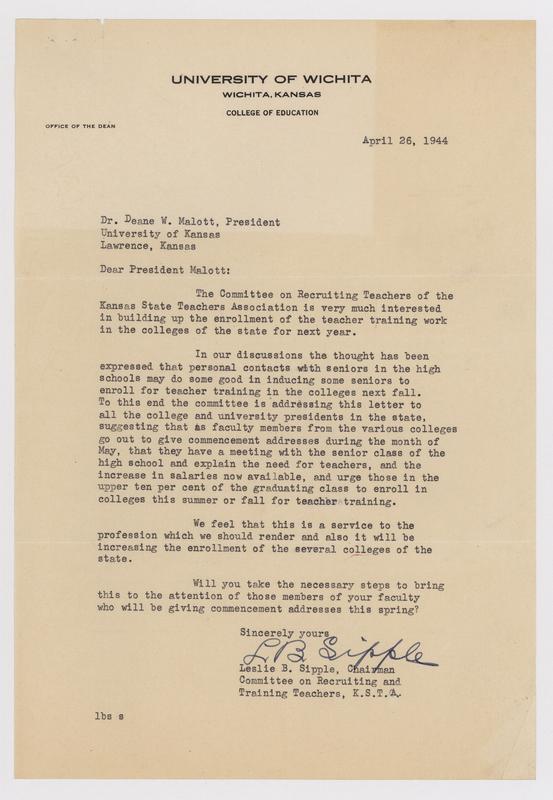 UNIVERSITY OF WICHITA
WICHITA, KANSAS
COLLEGE OF EDUCATION
OFFICE OF THE DEAN
April 26, 1944
Dr. Deane W. Malott, President
University of Kansas
Lawrence, Kansas
Dear President Malott:
The Committee on Recruiting Teachers of the
Kansas State Teachers Association is very much interested
in building up the enrollment of the teacher training work
in the colleges of the state for next year.
In our discussions the thought has been
expressed that personal contacts with seniors in the high
schools may do some good in inducing some seniors to
enroll for teacher training in the colleges next fall.
To this end the committee is addressing this letter to
all the college and university presidents in the state,
suggesting that as faculty members from the various colleges
go out to give commencement addresses during the month of
May, that they have a meeting with the senior class of the
high school and explain the need for teachers, and the
increase in salaries now available, and urge those in the
upper ten per cent of the graduating class to enroll in
colleges this summer or fall for teacher training.
We feel that this is a service to the
profession which we should render and also it will be
increasing the enrollment of the several colleges of the
state.
Will you take the necessary steps to bring
this to the attention of those members of your faculty
who will be giving commencement addresses this spring?
Sincerely yours
L B Sipple
Leslie B. Sipple, Chairman
Committee on Recruiting and
Training Teachers, K.S.T.A.
lbs s